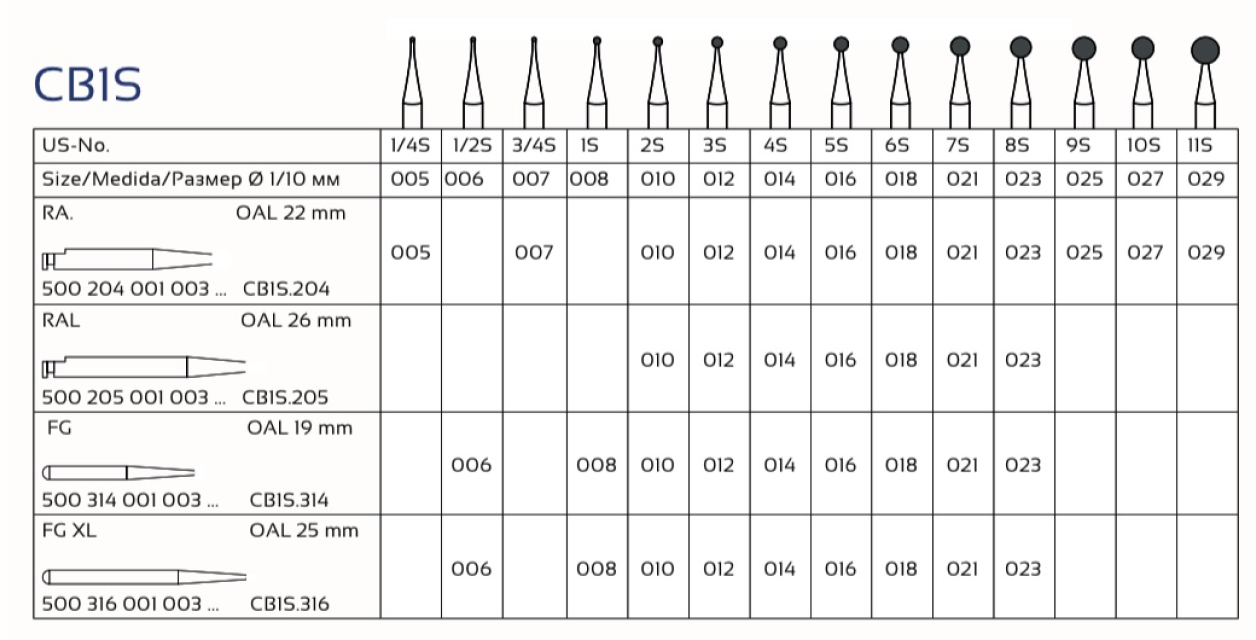 CB1S
US-No. 1/4S 1/2S 3/4S 1S 2S 3S 4S 5S 6S 7S 8S 9S 10S 11S
Size/Medida/Размер Ø 1/10 мм 005 006 007 008 010 012 014 016 018 021 023 025 027 029
RA. OAL 22 mm
005 007 010 012 014 016 018 021 023 025 027 029
500 204 001 003 ... CB1S.204
RAL OAL 26 mm
010 012 014 016 018 021 023
500 205 001 003 ... CB1S.205
FG OAL 19 mm
006 008 010 012 014 016 018 021 023
500 314 001 003 ... CB1S.314
FG XL OAL 25 mm
006 008 010 012 014 016 018 021 023
500 316 001 003 ... CB1S.316